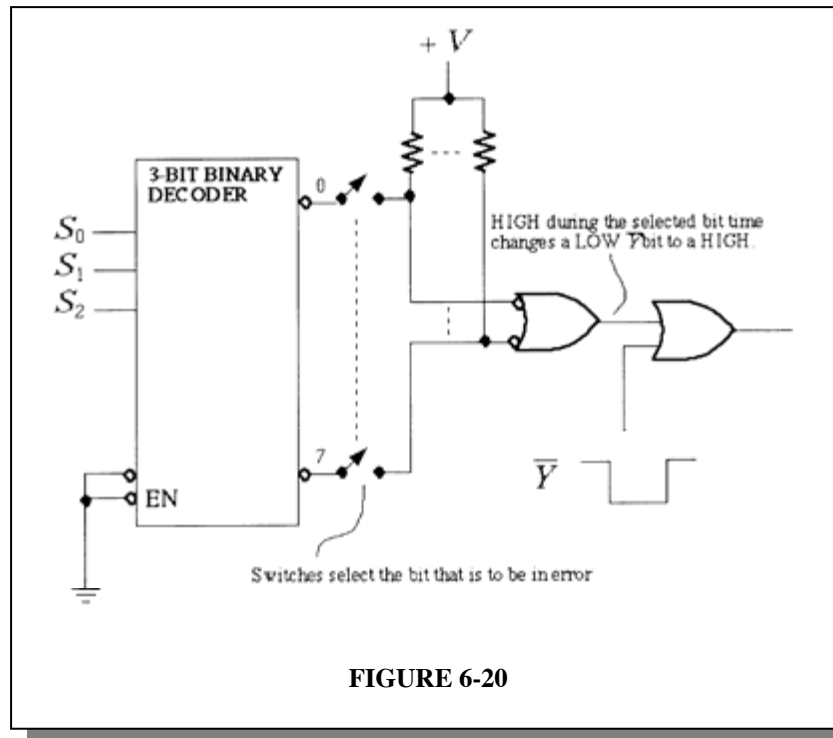 + V
3-BIT BINARY
DECODER
0
S₀
S₁
S₂
HIGH during the selected bit time
changes a LOW Y̅ bit to a HIGH.
7
EN
Y̅
Switches select the bit that is to be in error
FIGURE 6-20